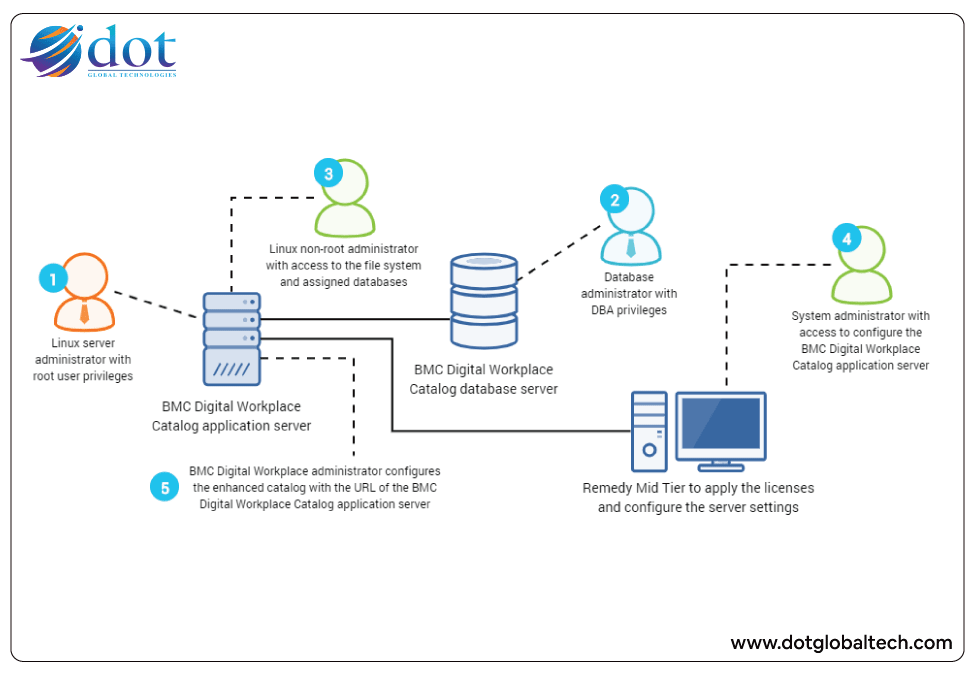 dot
GLOBAL TECHNOLOGIES
3
2
Linux non-root administrator
with access to the file system
and assigned databases
4
1
Database
administrator with
DBA privileges
System administrator with
access to configure the
BMC Digital Workplace
Catalog application server
Linux server
administrator with
root user privileges
BMC Digital Workplace
Catalog database server
BMC Digital Workplace
Catalog application server
5
BMC Digital Workplace administrator configures
the enhanced catalog with the URL of the BMC
Digital Workplace Catalog application server
Remedy Mid Tier to apply the licenses
and configure the server settings
www.dotglobaltech.com